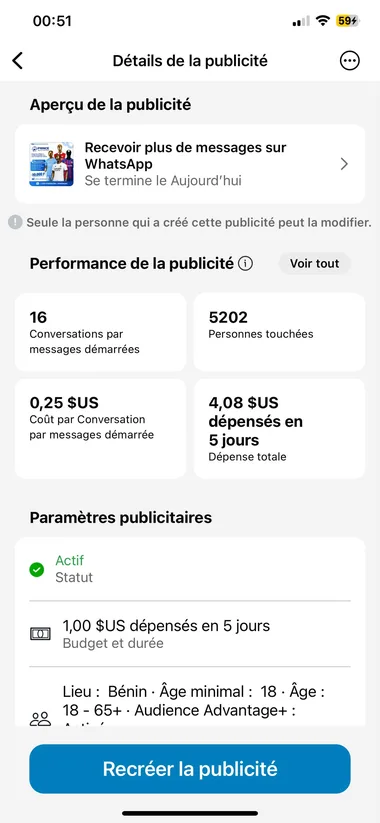 00:51
59
Détails de la publicité
Aperçu de la publicité
Recevoir plus de messages sur
WhatsApp
Se termine le Aujourd'hui
Seule la personne qui a créé cette publicité peut la modifier.
Performance de la publicité
Voir tout
16
Conversations par
messages démarrées
5202
Personnes touchées
0,25 $US
Coût par Conversation
par messages démarrée
4,08 $US
dépensés en
5 jours
Dépense totale
Paramètres publicitaires
Actif
Statut
1,00 $US dépensés en 5 jours
Budget et durée
Lieu : Bénin · Âge minimal : 18 · Âge :
18 - 65+ · Audience Advantage+ :
Recréer la publicité